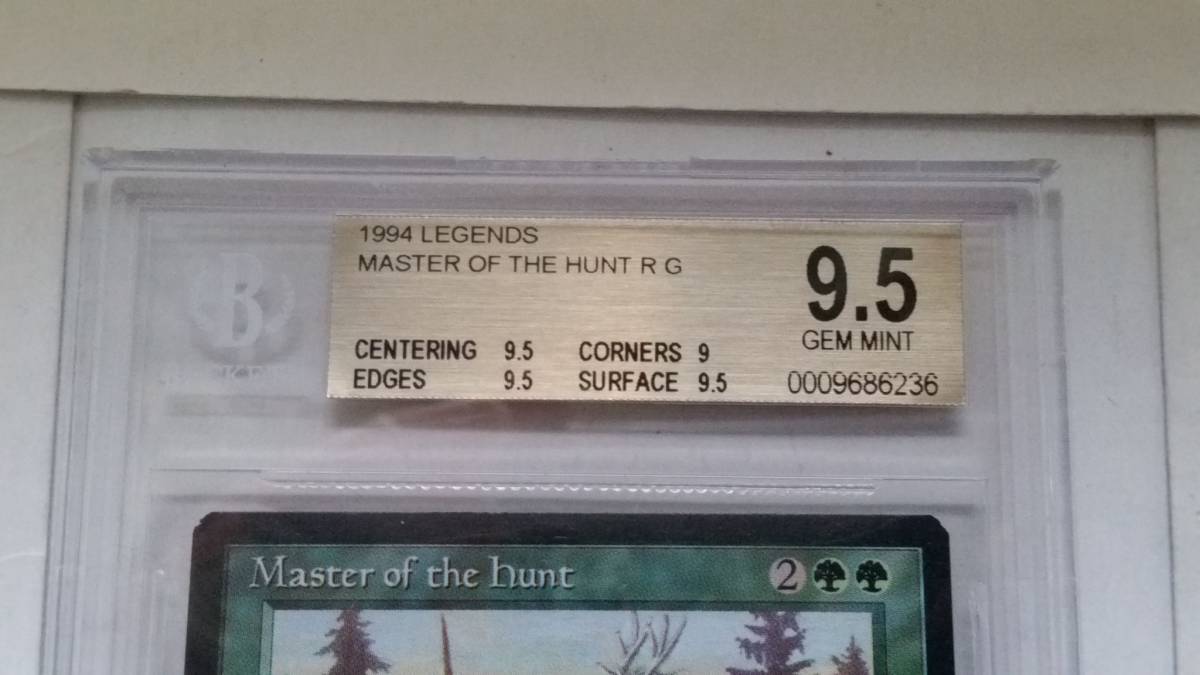 1994 LEGENDS
MASTER OF THE HUNT R G
9.5
GEM MINT
CENTERING 9.5 CORNERS 9
EDGES 9.5 SURFACE 9.5
0009686236
B
Master of the hunt 2